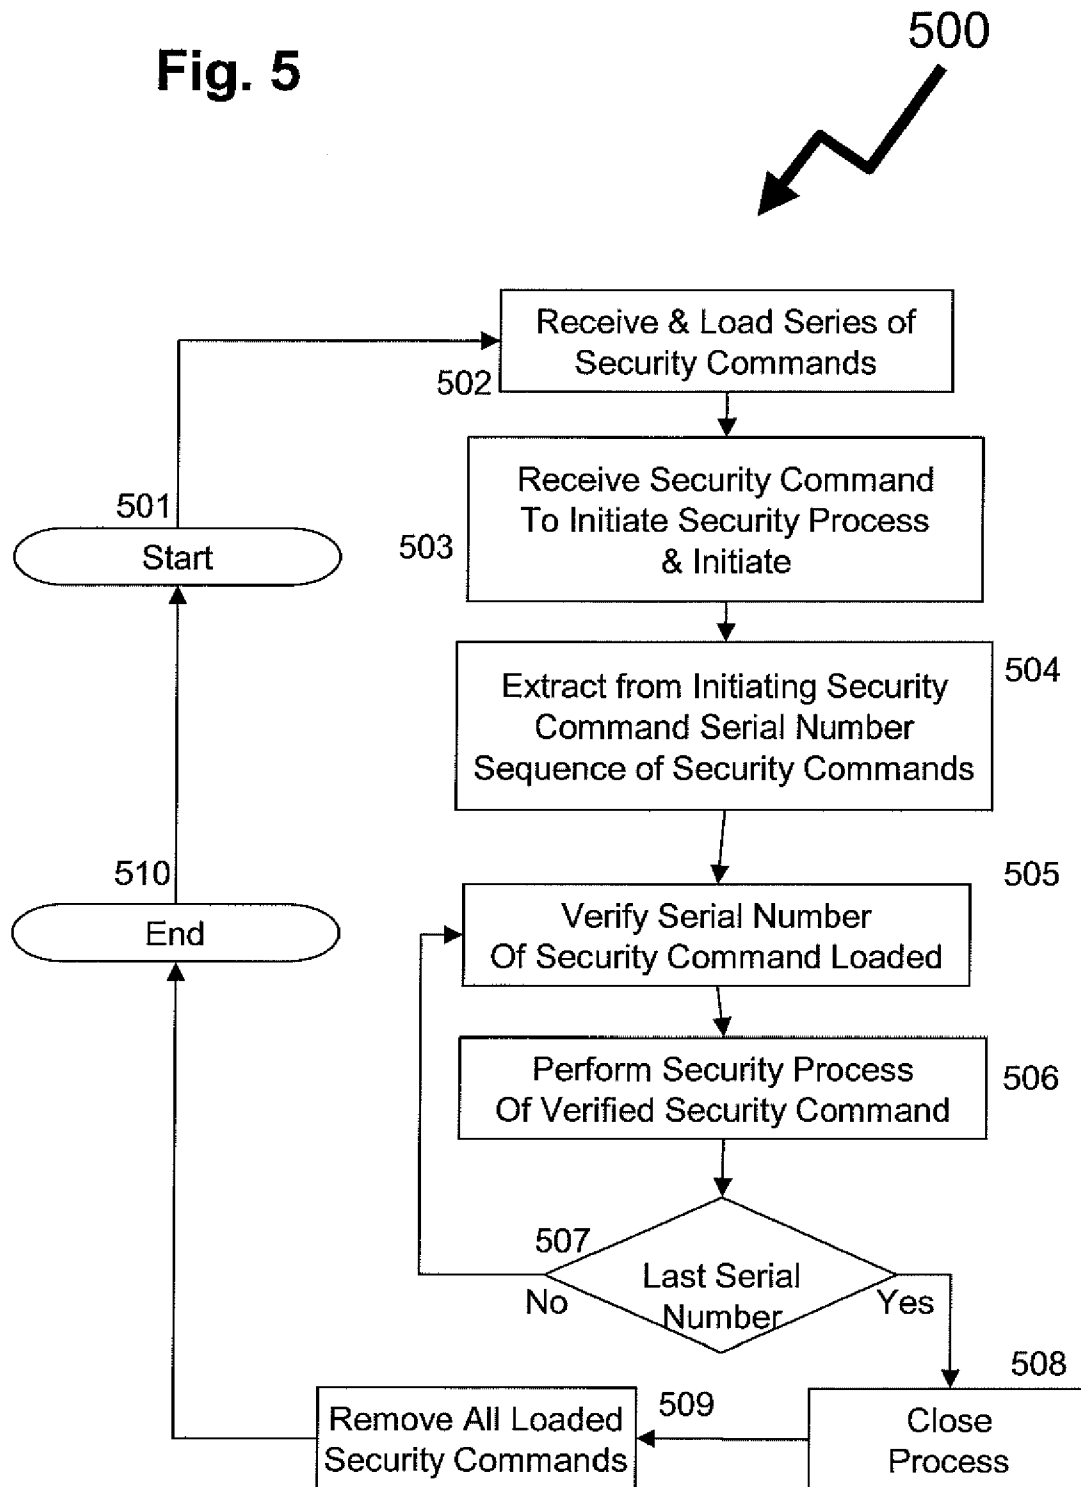 Fig. 5
500
Receive & Load Series of
Security Commands
502
Receive Security Command
To Initiate Security Process
& Initiate
503
501
Start
Extract from Initiating Security
Command Serial Number
Sequence of Security Commands
504
510
End
Verify Serial Number
Of Security Command Loaded
505
Perform Security Process
Of Verified Security Command
506
507
Last Serial
Number
No
Yes
508
Close
Process
509
Remove All Loaded
Security Commands